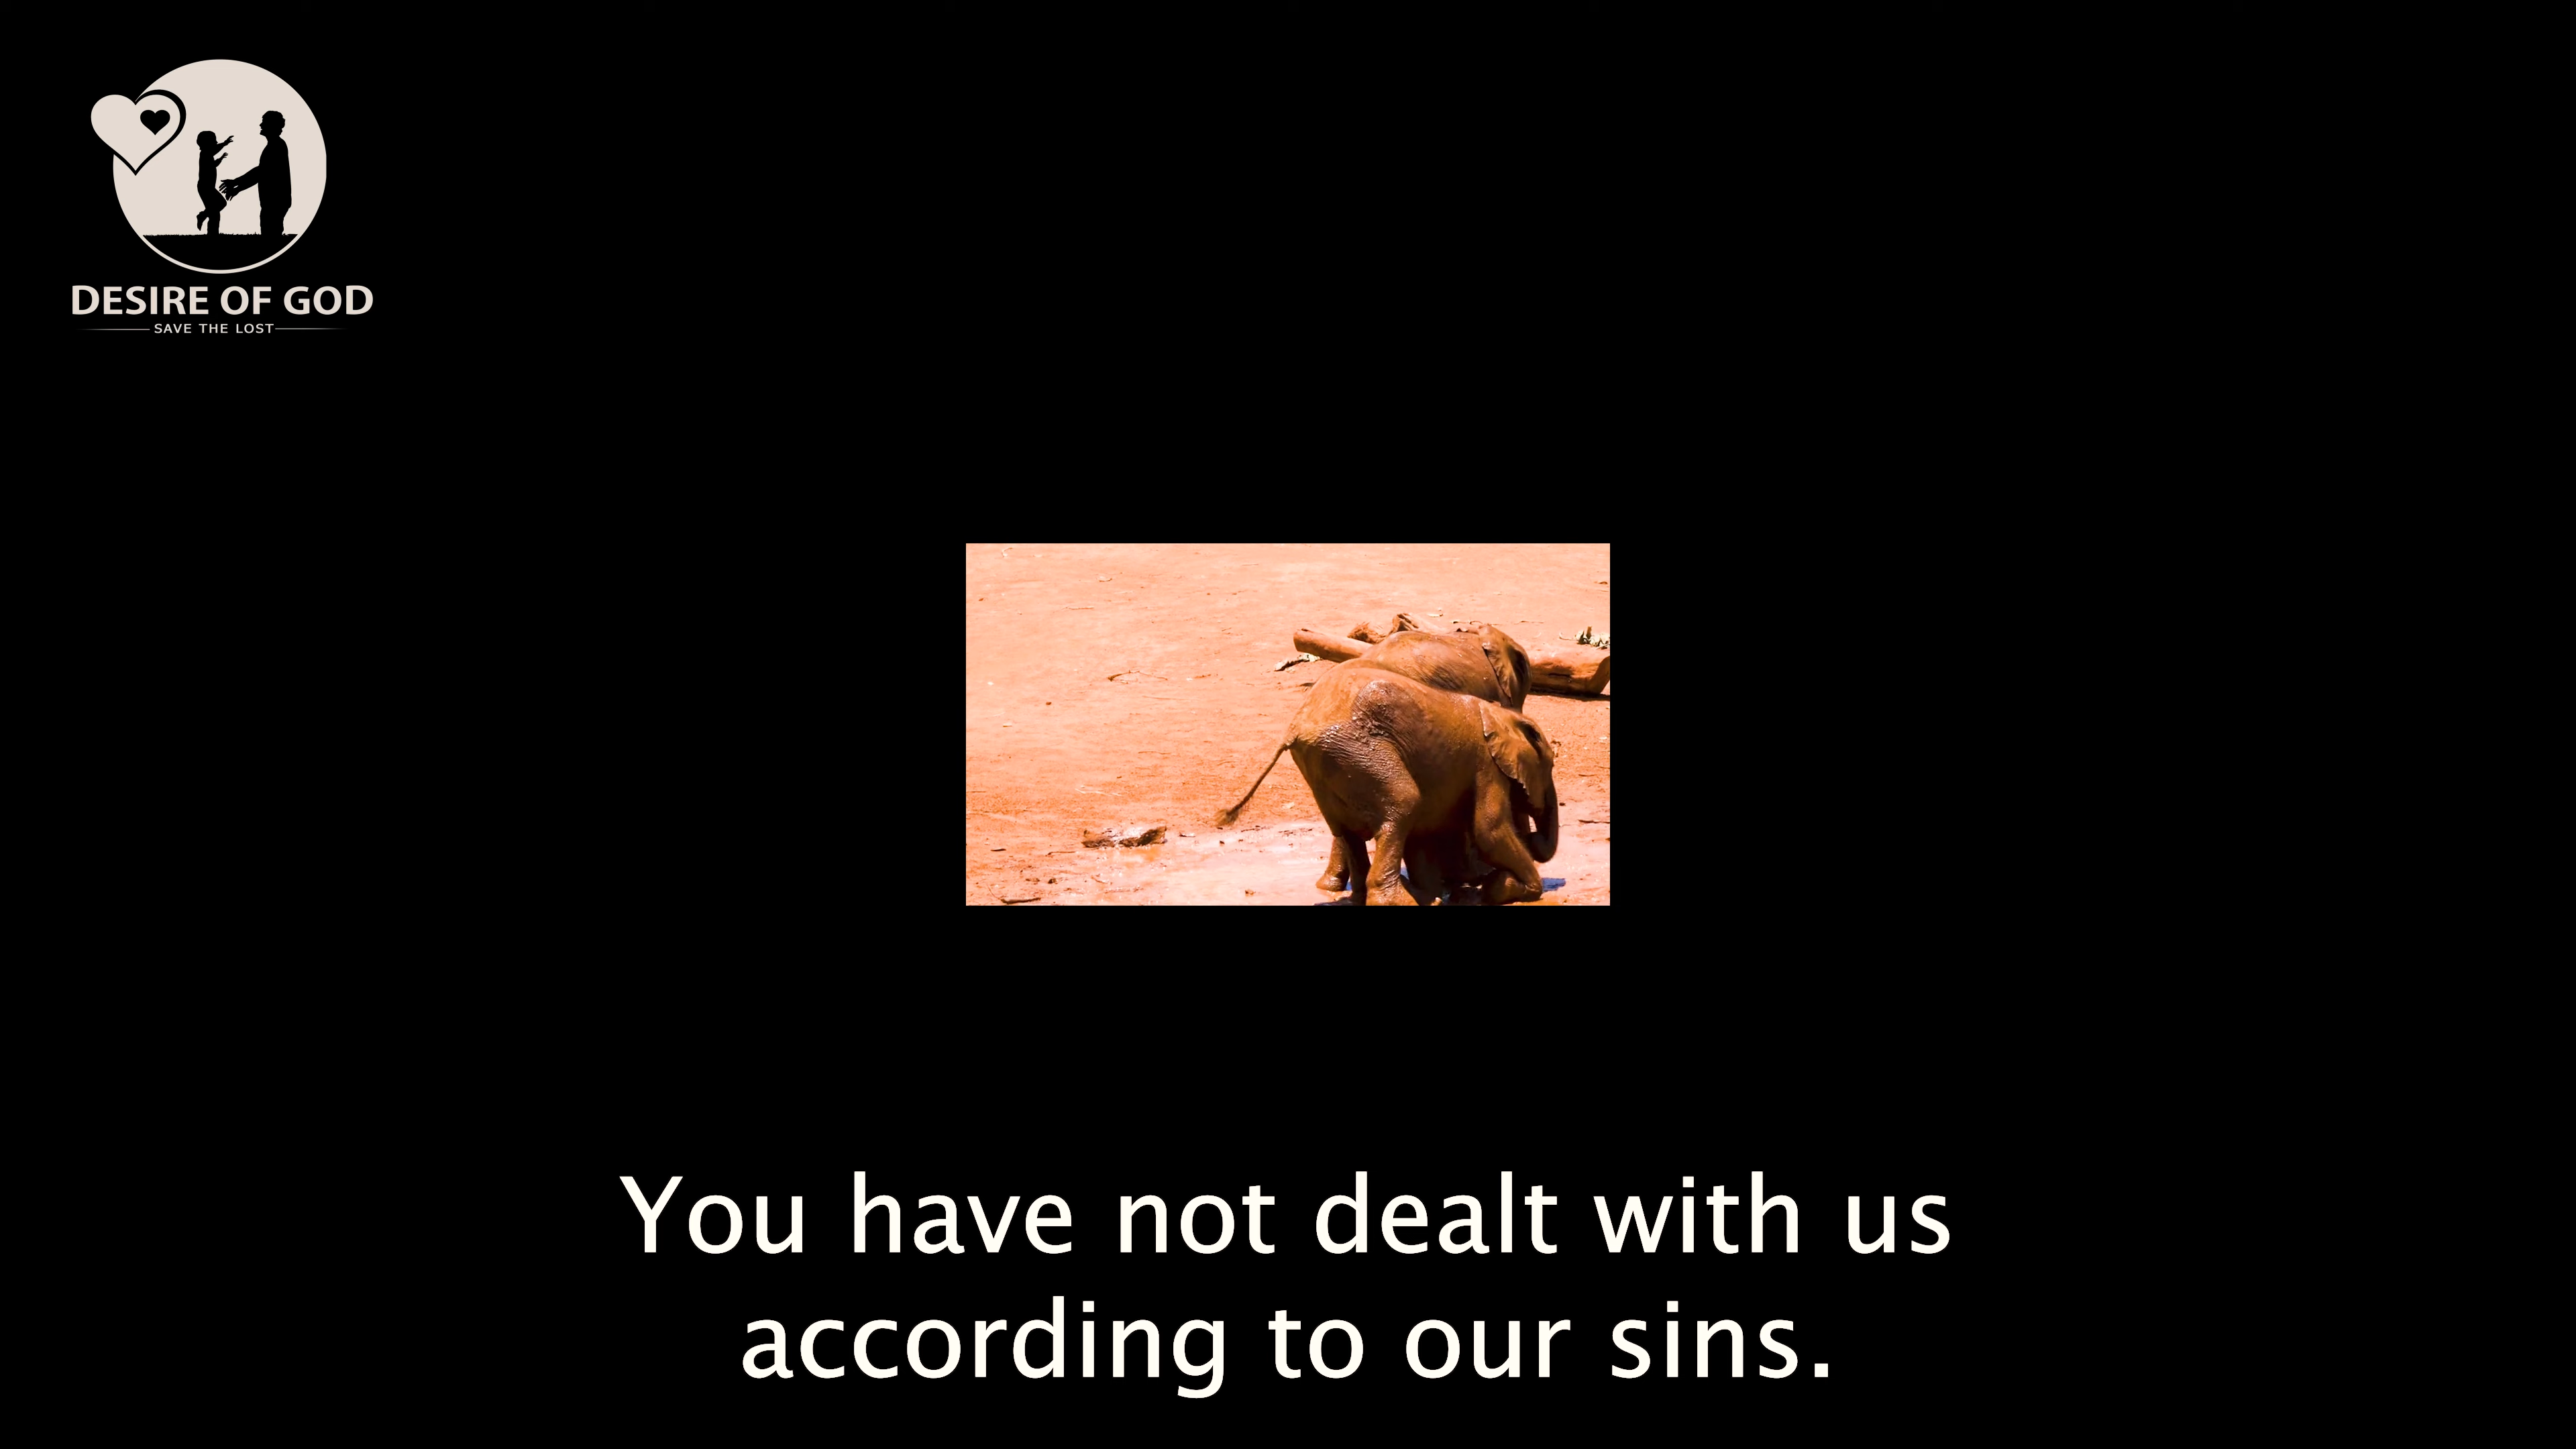 DESIRE OF GOD
SAVE THE LOST
You have not dealt with us
according to our sins.